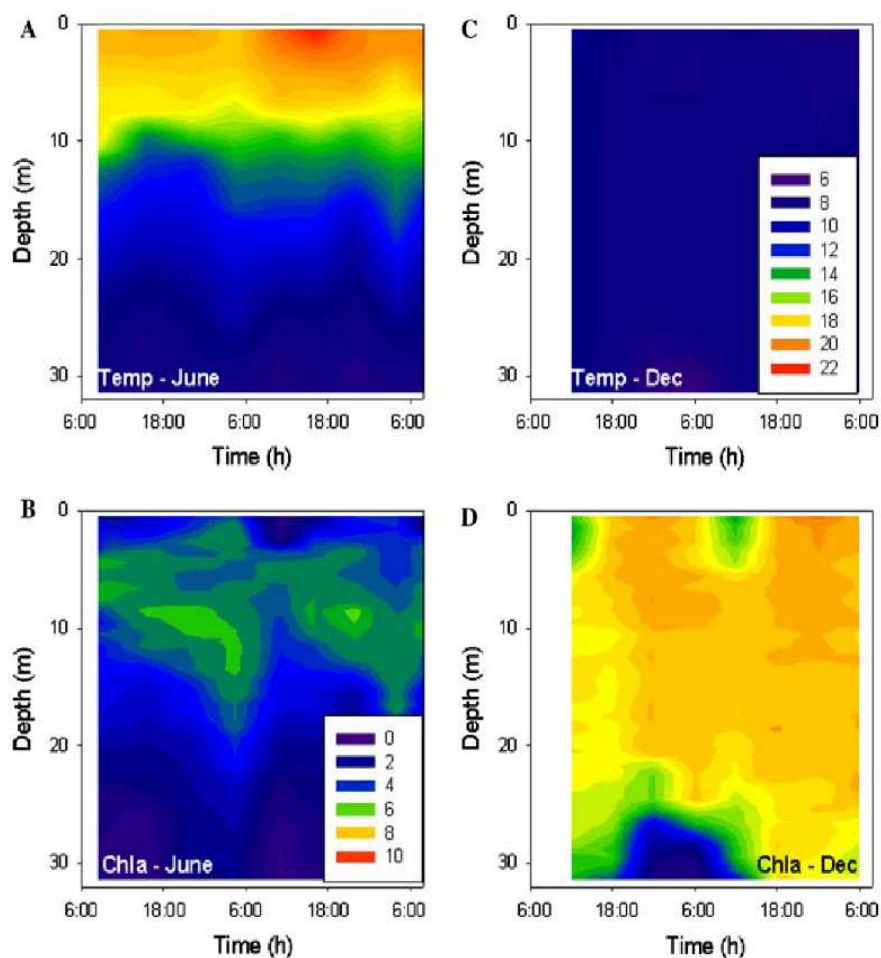 A
0
10
20
30
Depth (m)
Temp - June
6:00 18:00 6:00 18:00 6:00
Time (h)
C
0
10
20
30
Depth (m)
6
8
10
12
14
16
18
20
22
Temp - Dec
6:00 18:00 6:00 18:00 6:00
Time (h)
B
0
10
20
30
Depth (m)
0
2
4
6
8
10
Chla - June
6:00 18:00 6:00 18:00 6:00
Time (h)
D
0
10
20
30
Depth (m)
Chla - Dec
6:00 18:00 6:00 18:00 6:00
Time (h)